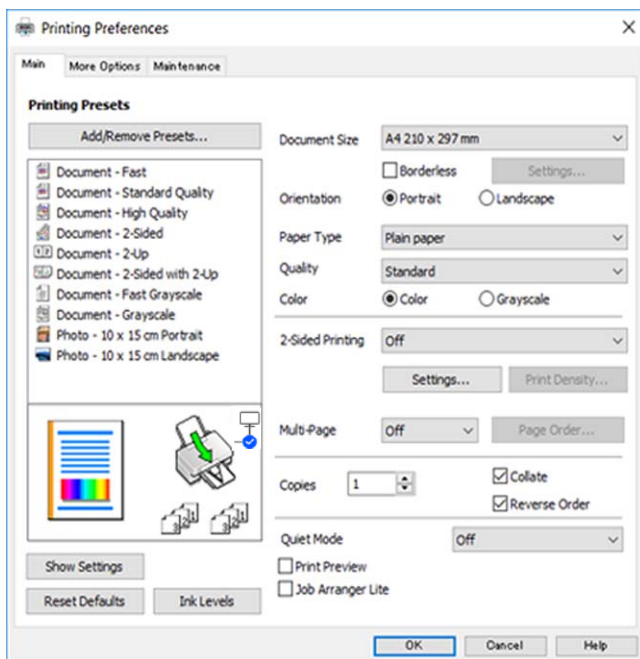 Printing Preferences
Main More Options Maintenance
Printing Presets
Add/Remove Presets...
Document - Fast
Document - Standard Quality
Document - High Quality
Document - 2-Sided
Document - 2-Up
Document - 2-Sided with 2-Up
Document - Fast Grayscale
Document - Grayscale
Photo - 10 x 15 cm Portrait
Photo - 10 x 15 cm Landscape
Show Settings
Reset Defaults Ink Levels
Document Size A4 210 x 297 mm
Borderless Settings...
Orientation Portrait Landscape
Paper Type Plain paper
Quality Standard
Color Color Grayscale
2-Sided Printing Off
Settings... Print Density...
Multi-Page Off Page Order...
Copies 1 Collate
Reverse Order
Quiet Mode Off
Print Preview
Job Arranger Lite
OK Cancel Help